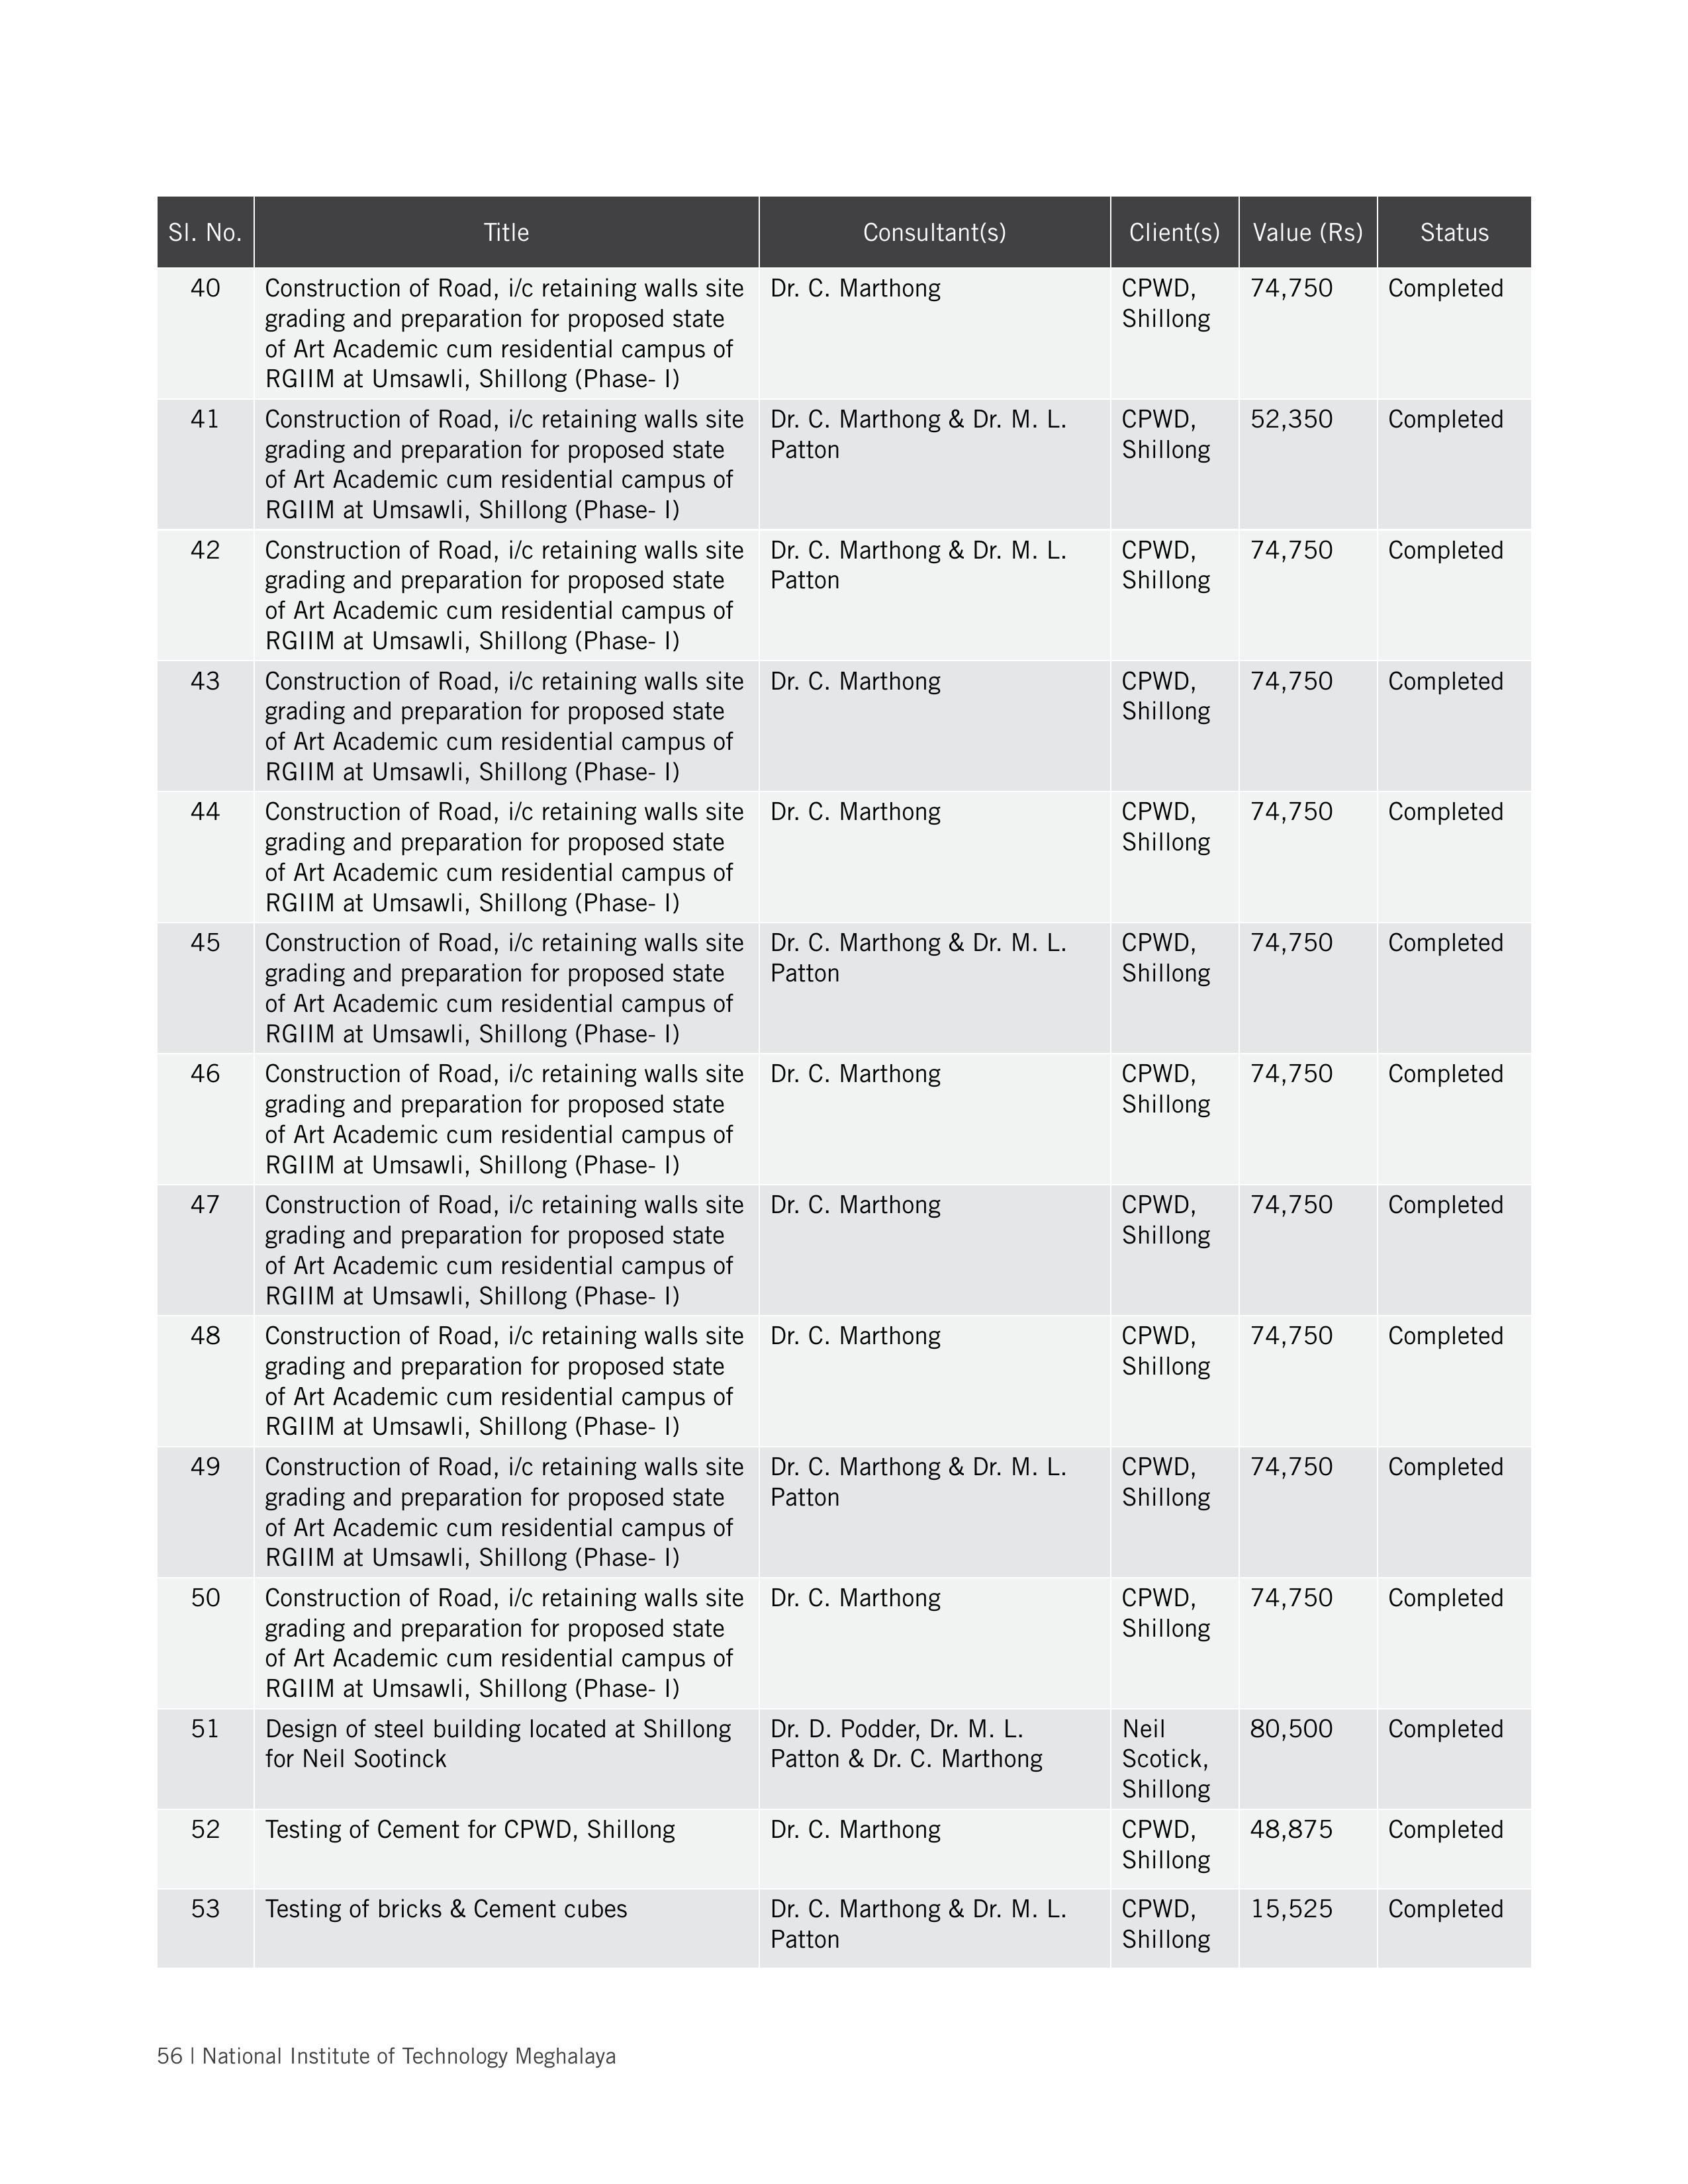 Sl. No. Title Consultant(s) Client(s) Value (Rs) Status
40 Construction of Road, i/c retaining walls site Dr. C. Marthong CPWD, 74,750 Completed
grading and preparation for proposed state Shillong
of Art Academic cum residential campus of
RGIIM at Umsawli, Shillong (Phase- I)
41 Construction of Road, i/c retaining walls site Dr. C. Marthong & Dr. M. L. CPWD, 52,350 Completed
grading and preparation for proposed state Patton Shillong
of Art Academic cum residential campus of
RGIIM at Umsawli, Shillong (Phase- I)
42 Construction of Road, i/c retaining walls site Dr. C. Marthong & Dr. M. L. CPWD, 74,750 Completed
grading and preparation for proposed state Patton Shillong
of Art Academic cum residential campus of
RGIIM at Umsawli, Shillong (Phase- I)
43 Construction of Road, i/c retaining walls site Dr. C. Marthong CPWD, 74,750 Completed
grading and preparation for proposed state Shillong
of Art Academic cum residential campus of
RGIIM at Umsawli, Shillong (Phase- I)
44 Construction of Road, i/c retaining walls site Dr. C. Marthong CPWD, 74,750 Completed
grading and preparation for proposed state Shillong
of Art Academic cum residential campus of
RGIIM at Umsawli, Shillong (Phase- I)
45 Construction of Road, i/c retaining walls site Dr. C. Marthong & Dr. M. L. CPWD, 74,750 Completed
grading and preparation for proposed state Patton Shillong
of Art Academic cum residential campus of
RGIIM at Umsawli, Shillong (Phase- I)
46 Construction of Road, i/c retaining walls site Dr. C. Marthong CPWD, 74,750 Completed
grading and preparation for proposed state Shillong
of Art Academic cum residential campus of
RGIIM at Umsawli, Shillong (Phase- I)
47 Construction of Road, i/c retaining walls site Dr. C. Marthong CPWD, 74,750 Completed
grading and preparation for proposed state Shillong
of Art Academic cum residential campus of
RGIIM at Umsawli, Shillong (Phase- I)
48 Construction of Road, i/c retaining walls site Dr. C. Marthong CPWD, 74,750 Completed
grading and preparation for proposed state Shillong
of Art Academic cum residential campus of
RGIIM at Umsawli, Shillong (Phase- I)
49 Construction of Road, i/c retaining walls site Dr. C. Marthong & Dr. M. L. CPWD, 74,750 Completed
grading and preparation for proposed state Patton Shillong
of Art Academic cum residential campus of
RGIIM at Umsawli, Shillong (Phase- I)
50 Construction of Road, i/c retaining walls site Dr. C. Marthong CPWD, 74,750 Completed
grading and preparation for proposed state Shillong
of Art Academic cum residential campus of
RGIIM at Umsawli, Shillong (Phase- I)
51 Design of steel building located at Shillong Dr. D. Podder, Dr. M. L. Neil 80,500 Completed
for Neil Sootinck Patton & Dr. C. Marthong Scotick,
Shillong
52 Testing of Cement for CPWD, Shillong Dr. C. Marthong CPWD, 48,875 Completed
Shillong
53 Testing of bricks & Cement cubes Dr. C. Marthong & Dr. M. L. CPWD, 15,525 Completed
Patton Shillong
56 | National Institute of Technology Meghalaya